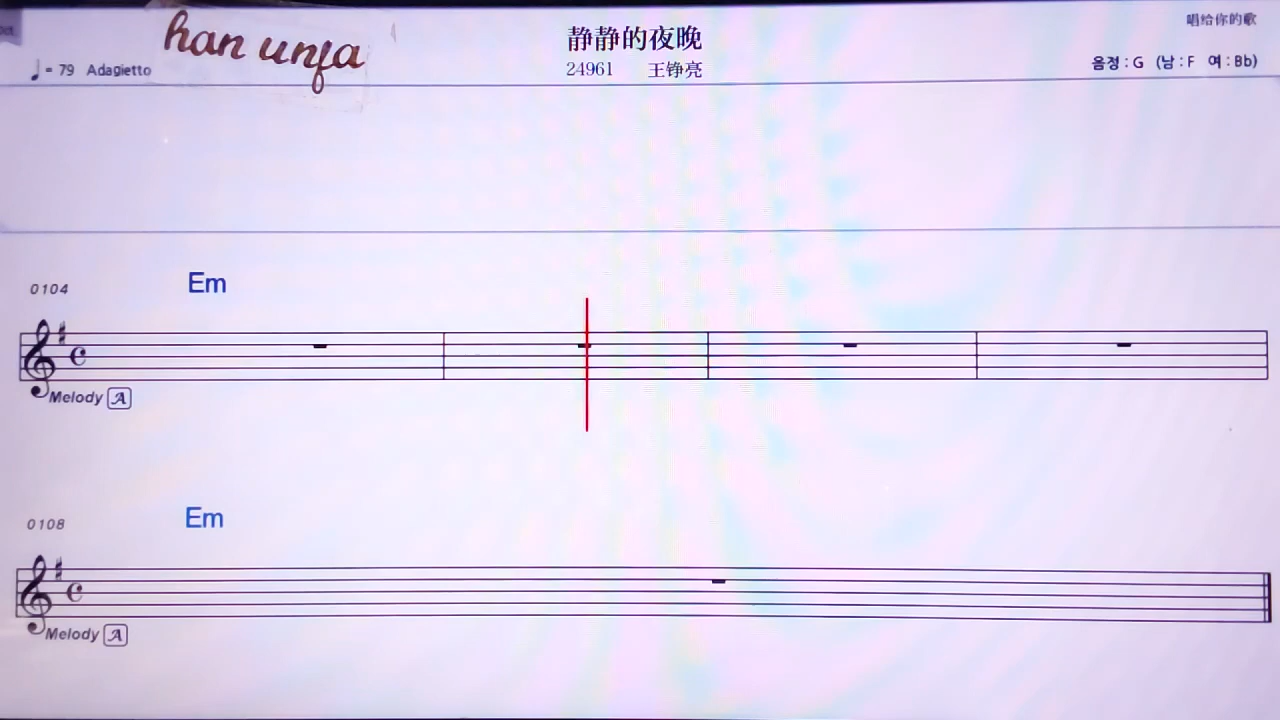 han unfa
静静的夜晚
唱给你的歌
♩= 79 Adagietto
24961 王铮亮
음정 : G (남 : F 여 : Bb)
0104 Em
Melody A
0108 Em
Melody A